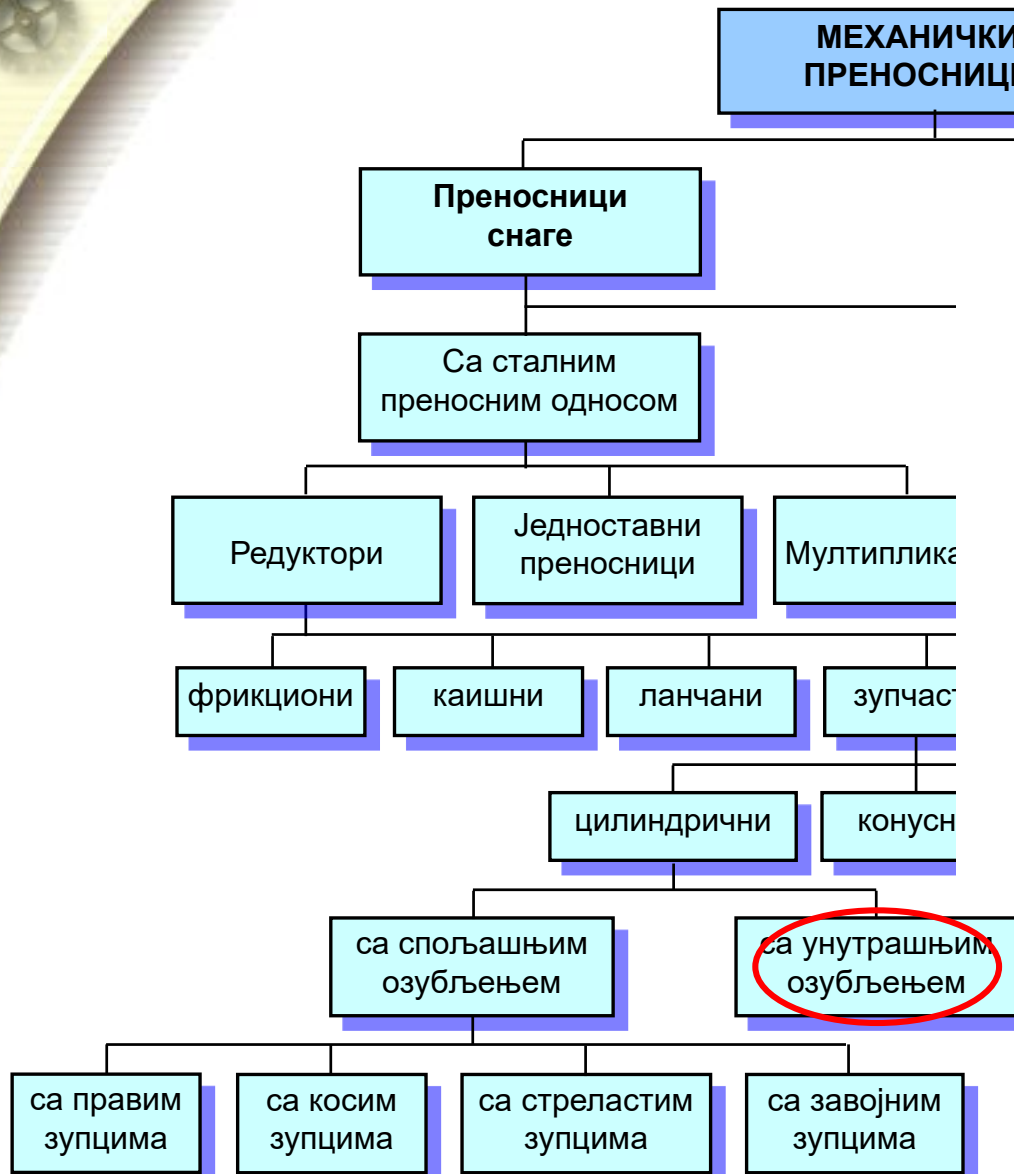 МЕХАНИЧКИ
ПРЕНОСНИЦИ
Преносници
снаге
Са сталним
преносним односом
Редуктори
Једноставни
преносници
Мултиплика
фрикциони
каишни
ланчани
зупчаст
цилиндрични
конусн
са спољашњим
озубљењем
са унутрашњим
озубљењем
са правим
зупцима
са косим
зупцима
са стреластим
зупцима
са завојним
зупцима